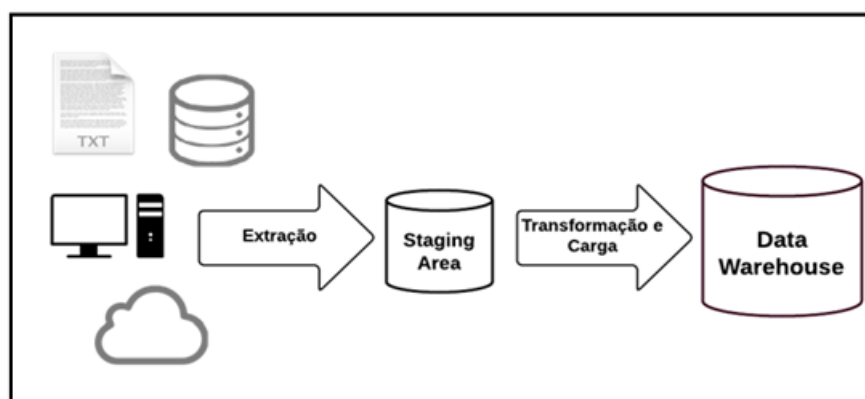 TXT
Extração
Staging
Area
Transformação e
Carga
Data
Warehouse